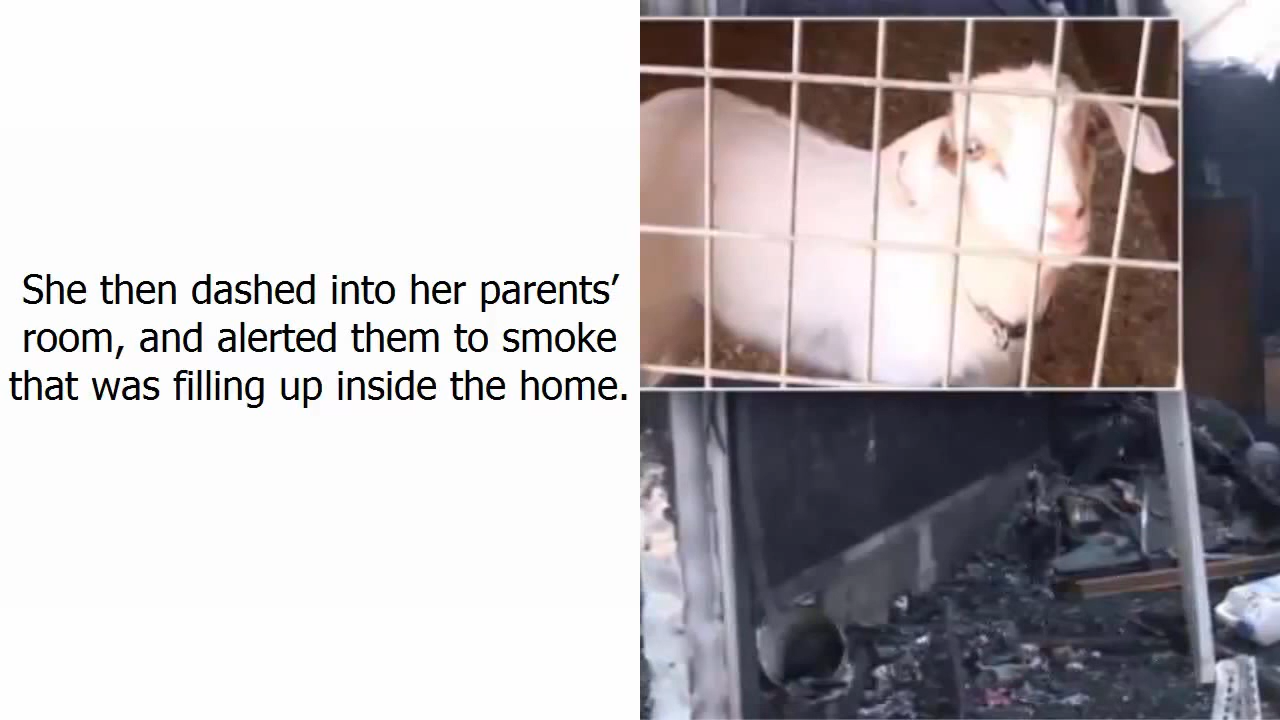 She then dashed into her parents’
room, and alerted them to smoke
that was filling up inside the home.